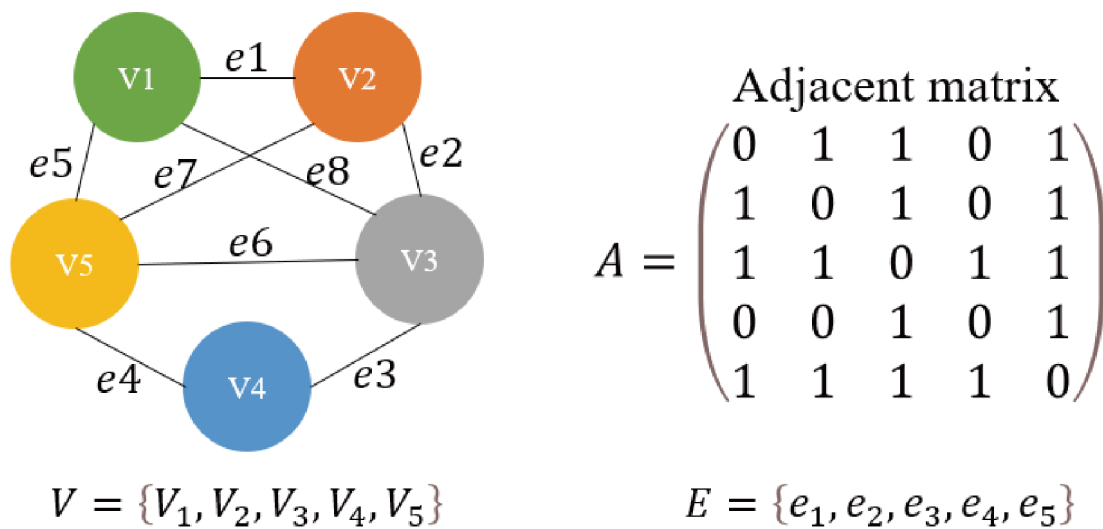 V1 e1 V2
e5 e7 e8 e2
V5 e6 V3
e4 V4 e3
V = {V₁, V₂, V₃, V₄, V₅}
Adjacent matrix
0 1 1 0 1
1 0 1 0 1
A = 1 1 0 1 1
0 0 1 0 1
1 1 1 1 0
E = {e₁, e₂, e₃, e₄, e₅}